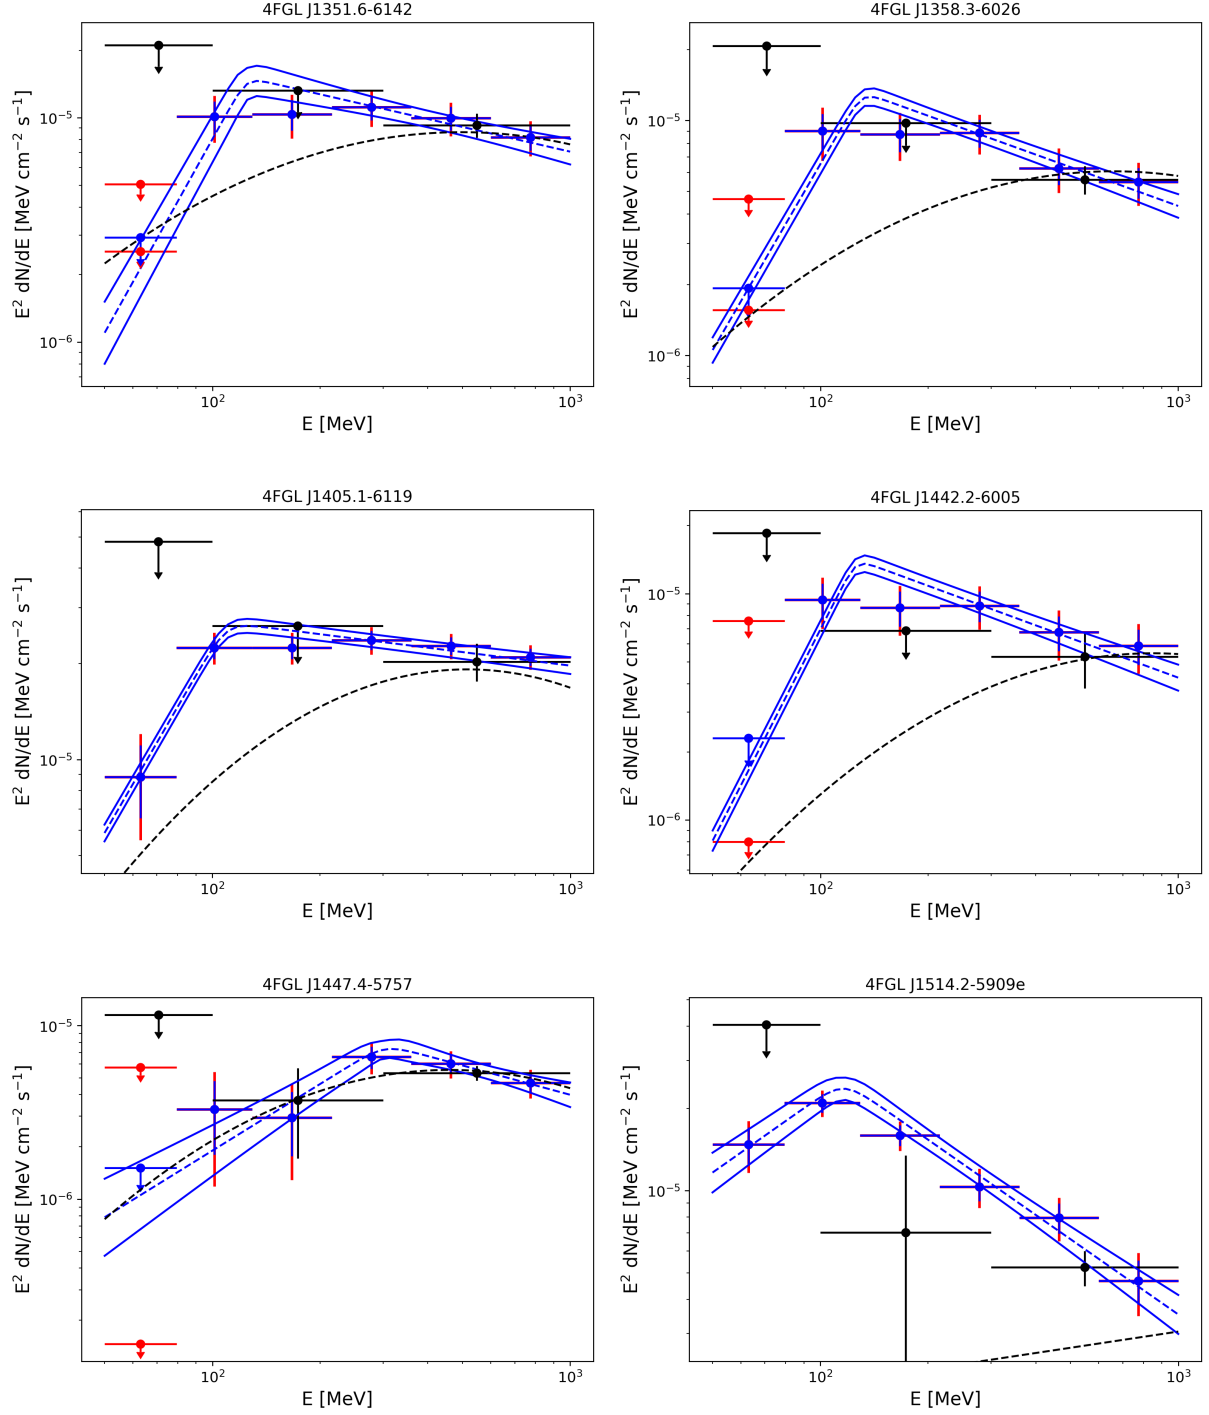 4FGL J1351.6-6142
E² dN/dE [MeV cm⁻² s⁻¹]
10⁻⁵
10⁻⁶
10²
10³
E [MeV]
4FGL J1358.3-6026
E² dN/dE [MeV cm⁻² s⁻¹]
10⁻⁵
10⁻⁶
10²
10³
E [MeV]
4FGL J1405.1-6119
E² dN/dE [MeV cm⁻² s⁻¹]
10⁻⁵
10²
10³
E [MeV]
4FGL J1442.2-6005
E² dN/dE [MeV cm⁻² s⁻¹]
10⁻⁵
10⁻⁶
10²
10³
E [MeV]
4FGL J1447.4-5757
E² dN/dE [MeV cm⁻² s⁻¹]
10⁻⁵
10⁻⁶
10²
10³
E [MeV]
4FGL J1514.2-5909e
E² dN/dE [MeV cm⁻² s⁻¹]
10⁻⁵
10²
10³
E [MeV]